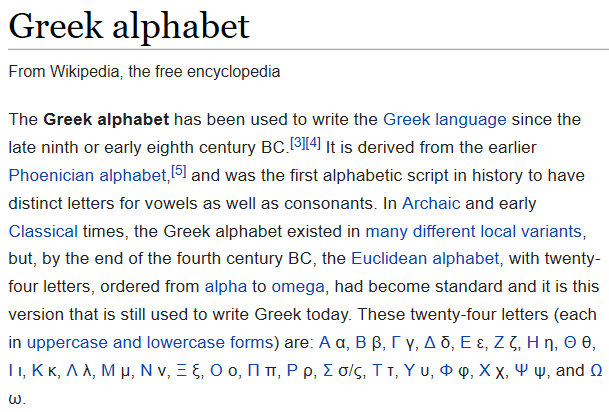 Greek alphabet
From Wikipedia, the free encyclopedia
The Greek alphabet has been used to write the Greek language since the
late ninth or early eighth century BC.[3][4] It is derived from the earlier
Phoenician alphabet,[5] and was the first alphabetic script in history to have
distinct letters for vowels as well as consonants. In Archaic and early
Classical times, the Greek alphabet existed in many different local variants,
but, by the end of the fourth century BC, the Euclidean alphabet, with twenty-
four letters, ordered from alpha to omega, had become standard and it is this
version that is still used to write Greek today. These twenty-four letters (each
in uppercase and lowercase forms) are: Α α, Β β, Γ γ, Δ δ, Ε ε, Ζ ζ, Η η, Θ θ,
Ι ι, Κ κ, Λ λ, Μ μ, Ν ν, Ξ ξ, Ο ο, Π π, Ρ ρ, Σ σ/ς, Τ τ, Υ υ, Φ φ, Χ χ, Ψ ψ, and Ω
ω.